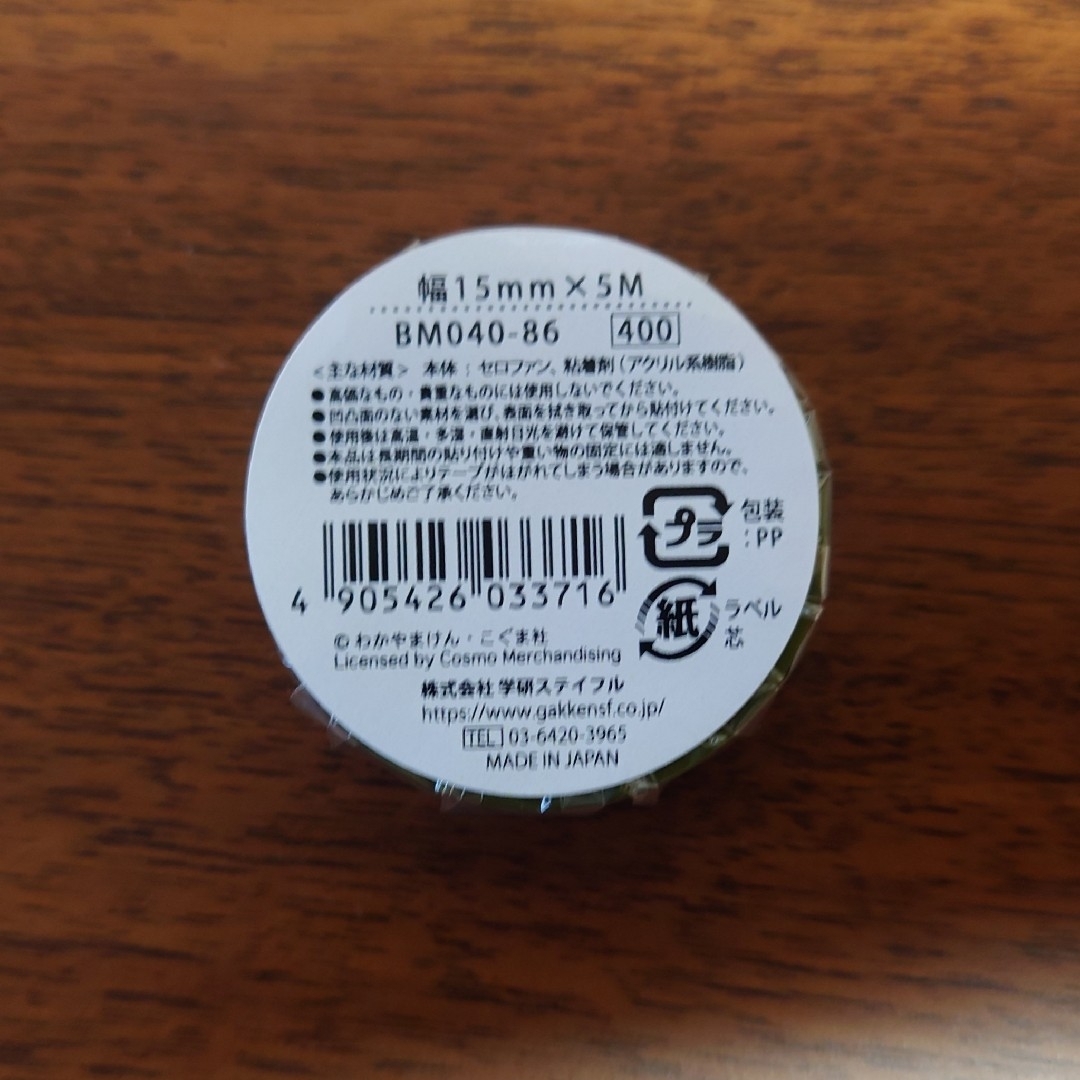 幅15mm×5M
BM040-86 400
<主な材質> 本体:セロファン、粘着剤(アクリル系樹脂)
●高価なもの・貴重なものには使用しないでください。
●凹凸面のない素材を選び、表面を拭き取ってから貼付けてください。
●使用後は高温・多湿・直射日光を避けて保管してください。
●本品は長期間の貼り付けや重い物の固定には適しません。
●使用状況によりテープがはがれてしまう場合がありますので、
あらかじめご了承ください。
プラ 包装
:PP
4 905426 033716
紙 ラベル
芯
© わかやまけん・こぐま社
Licensed by Cosmo Merchandising
株式会社 学研ステイフル
https://www.gakkensf.co.jp/
TEL 03-6420-3965
MADE IN JAPAN